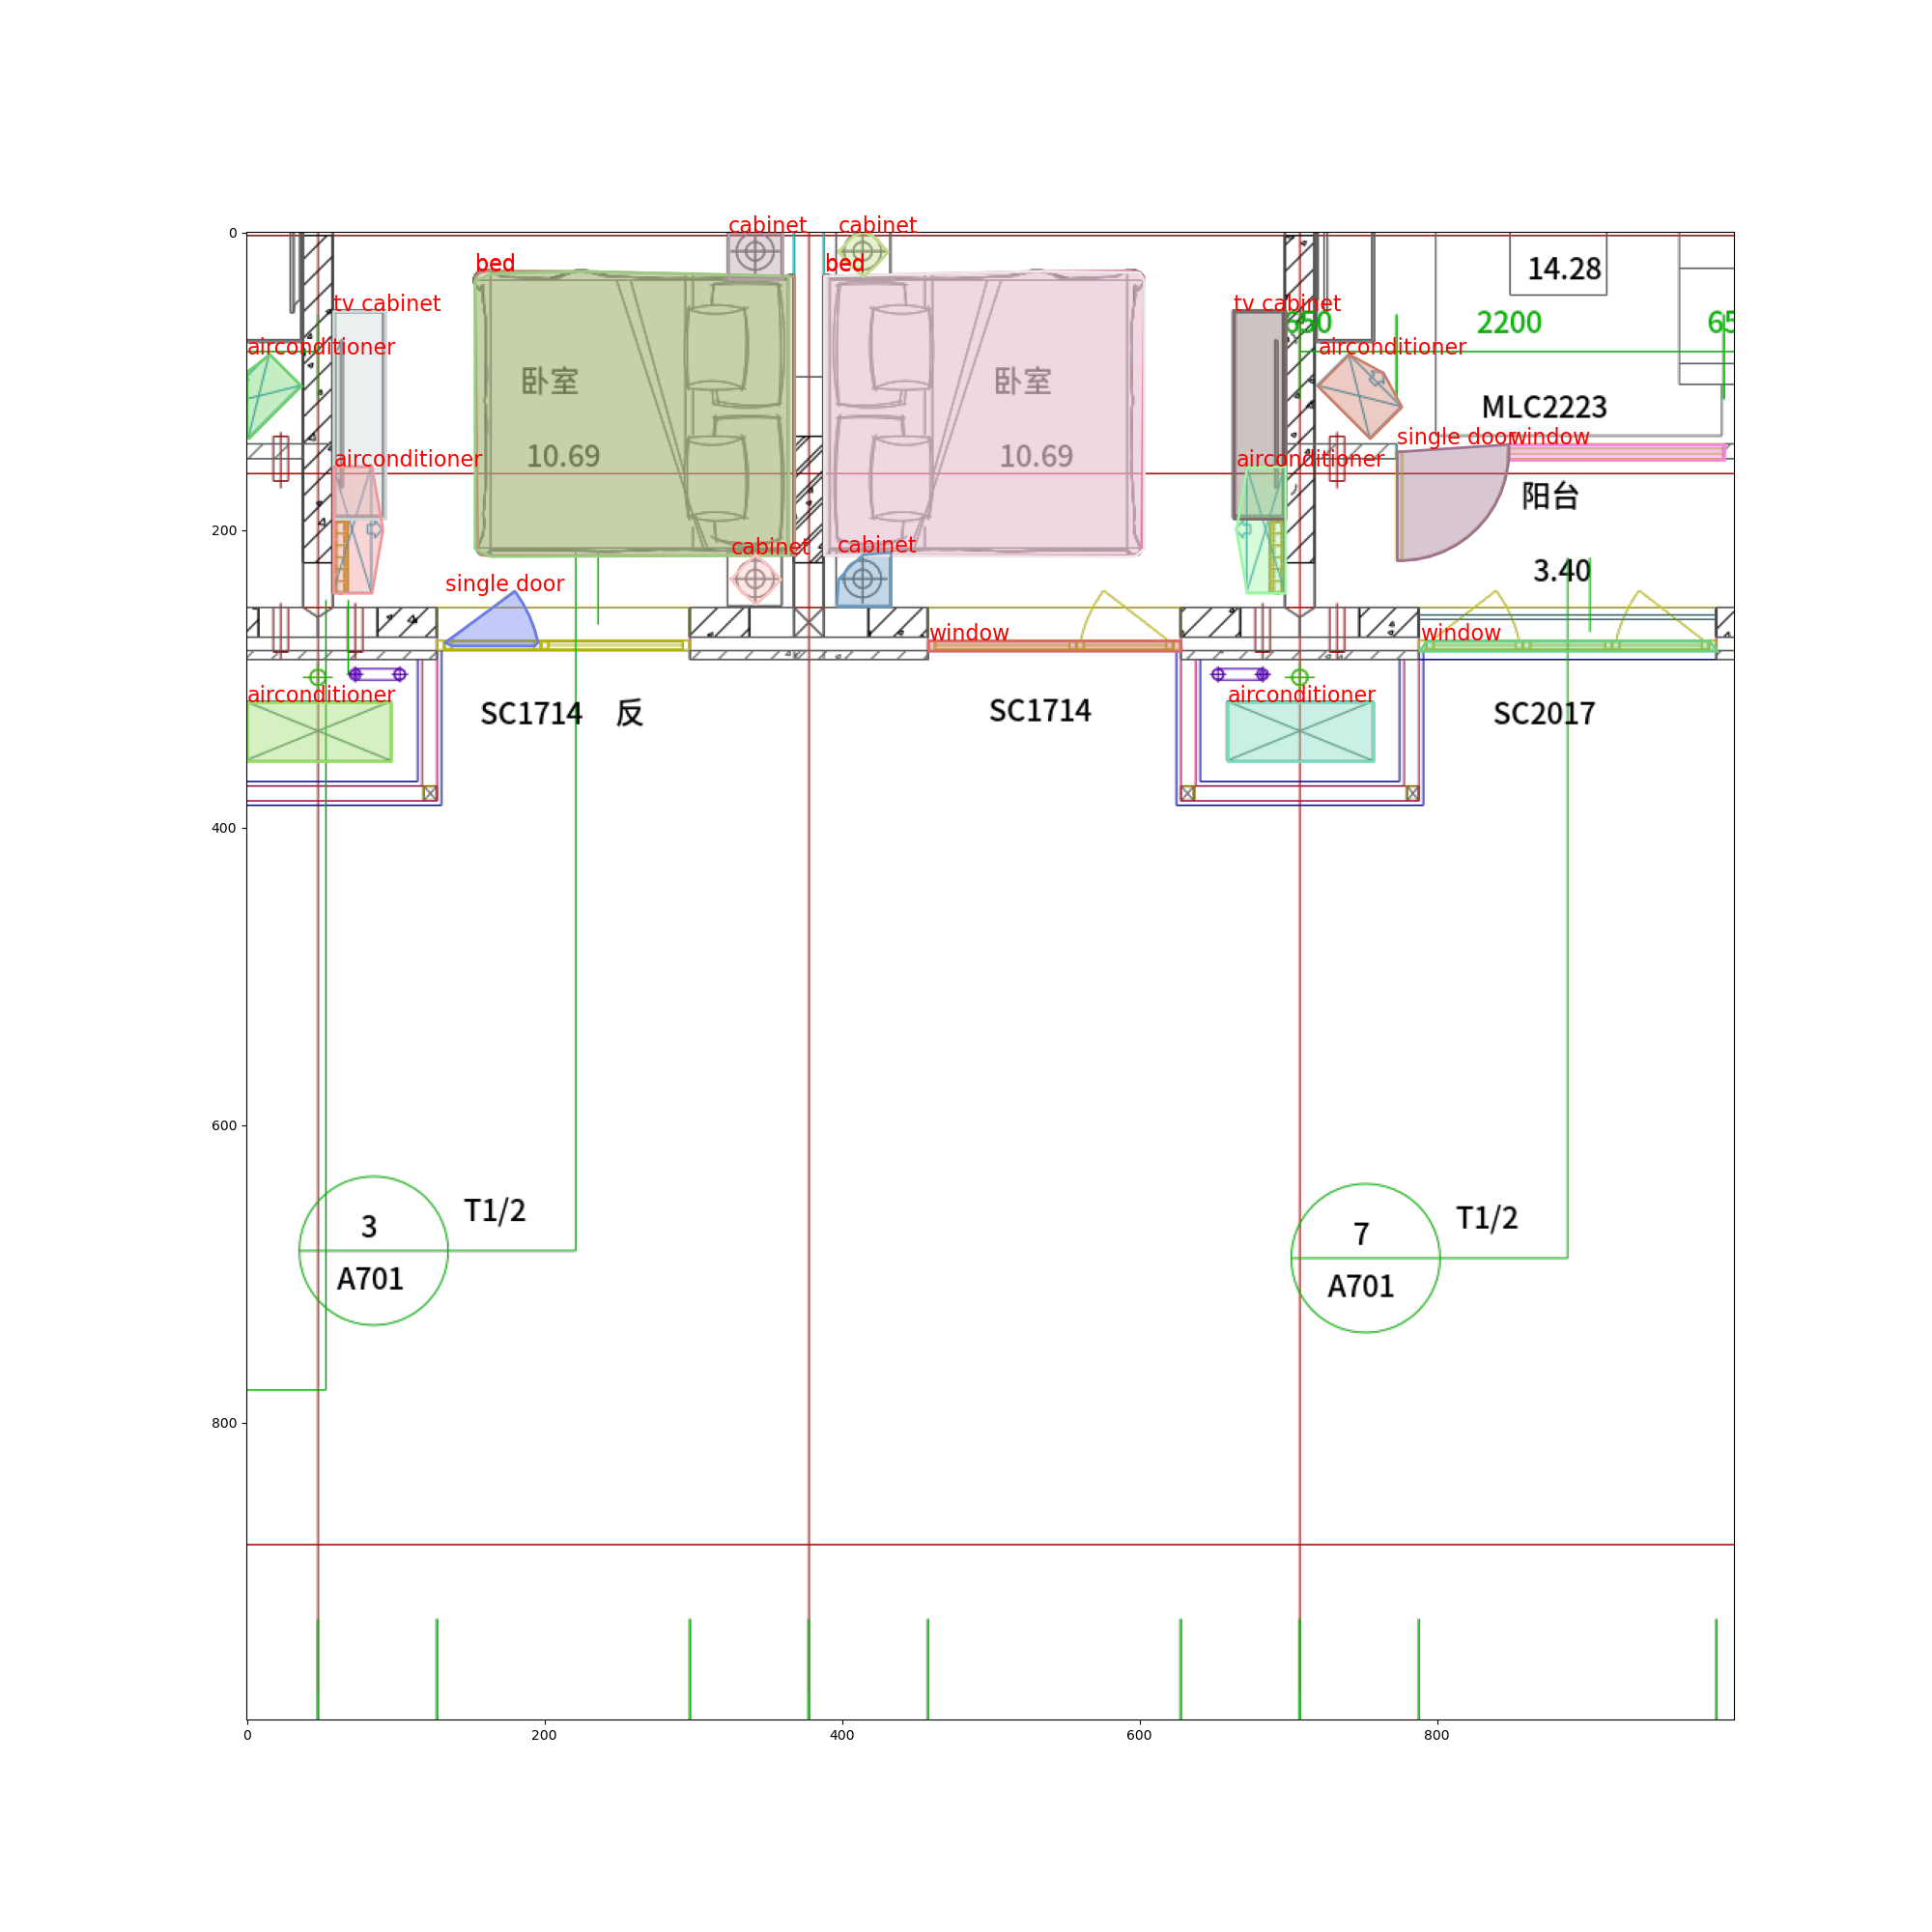 cabinet
cabinet
bed
bed
14.28
tv cabinet
tv cabinet
650
2200
65
airconditioner
airconditioner
卧室
卧室
MLC2223
single door
window
10.69
10.69
airconditioner
airconditioner
阳台
cabinet
cabinet
3.40
single door
window
window
airconditioner
airconditioner
SC1714
反
SC1714
SC2017
3
A701
T1/2
7
A701
T1/2
0
200
400
600
800
0
200
400
600
800